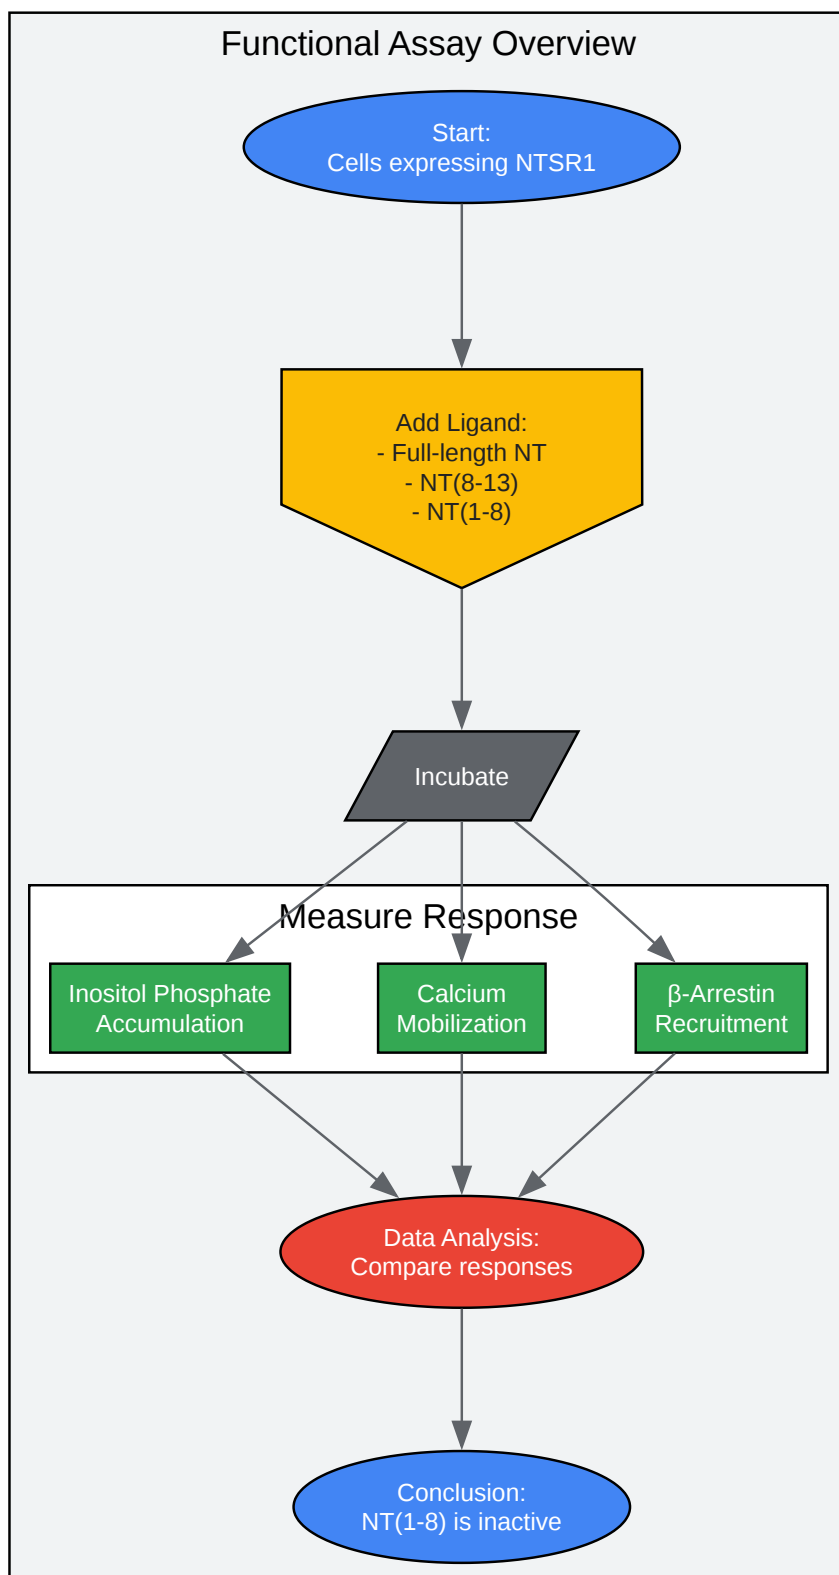 Functional Assay Overview
Start:
Cells expressing NTSR1
Add Ligand:
- Full-length NT
- NT(8-13)
- NT(1-8)
Incubate
Measure Response
Inositol Phosphate
Accumulation
Calcium
Mobilization
β-Arrestin
Recruitment
Data Analysis:
Compare responses
Conclusion:
NT(1-8) is inactive